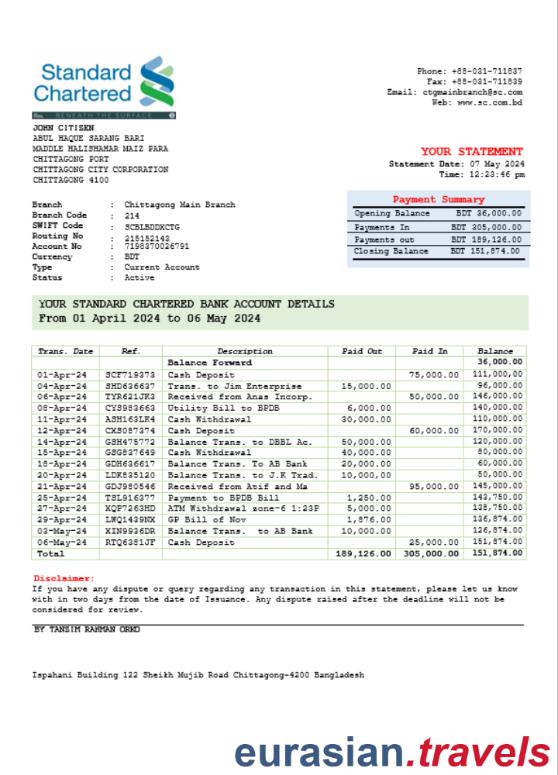 Standard
Chartered
BENEATH THE SURFACE
Phone: +88-031-711837
Fax: +88-031-711839
Email: ctgmainbranch@sc.com
Web: www.sc.com.bd
JOHN CITIZEN
ABUL HAQUE SARANG BARI
MADDLE HALISHAHAR MAIZ PARA
CHITTAGONG PORT
CHITTAGONG CITY CORPORATION
CHITTAGONG 4100
YOUR STATEMENT
Statement Date: 07 May 2024
Time: 12:23:46 pm
Branch : Chittagong Main Branch
Branch Code : 214
SWIFT Code : SCBLBDDXCTG
Routing No : 215152143
Account No : 7198370026791
Currency : BDT
Type : Current Account
Status : Active
Payment Summary
Opening Balance BDT 36,000.00
Payments In BDT 305,000.00
Payments out BDT 189,126.00
Closing Balance BDT 151,874.00
YOUR STANDARD CHARTERED BANK ACCOUNT DETAILS
From 01 April 2024 to 06 May 2024
Trans. Date Ref. Description Paid Out Paid In Balance
Balance Forward 36,000.00
01-Apr-24 SCF719373 Cash Deposit 75,000.00 111,000,00
04-Apr-24 SHD636637 Trans. to Jim Enterprise 15,000.00 96,000.00
06-Apr-24 TYR621JK3 Received from Anas Incorp. 50,000.00 146,000.00
08-Apr-24 CYS983663 Utility Bill to BPDB 6,000.00 140,000.00
11-Apr-24 ASH163LK4 Cash Withdrawal 30,000.00 110,000.00
12-Apr-24 CXS087374 Cash Deposit 60,000.00 170,000.00
14-Apr-24 GSH475772 Balance Trans. to DBBL Ac. 50,000.00 120,000.00
15-Apr-24 GSG837649 Cash Withdrawal 40,000.00 80,000.00
18-Apr-24 GDH636617 Balance Trans. To AB Bank 20,000.00 60,000.00
20-Apr-24 LDK835120 Balance Trans. to J.K Trad. 10,000,00 50,000.00
21-Apr-24 GDJ980546 Received from Atif and Ma 95,000.00 145,000.00
25-Apr-24 TSL916377 Payment to BPDB Bill 1,250.00 143,750.00
27-Apr-24 XQP7263HD ATM Withdrawal zone-6 1:23P 5,000.00 138,750.00
29-Apr-24 LWQ1439NX GP Bill of Nov 1,876.00 136,874.00
03-May-24 XIN9936DR Balance Trans. to AB Bank 10,000.00 126,874.00
06-May-24 RTQ6381JF Cash Deposit 25,000.00 151,874.00
Total 189,126.00 305,000.00 151,874.00
Disclaimer:
If you have any dispute or query regarding any transaction in this statement, please let us know
with in two days from the date of Issuance. Any dispute raised after the deadline will not be
considered for review.
BY TANZIM RAHMAN ORKO
Ispahani Building 122 Sheikh Mujib Road Chittagong-4200 Bangladesh
eurasian.travels